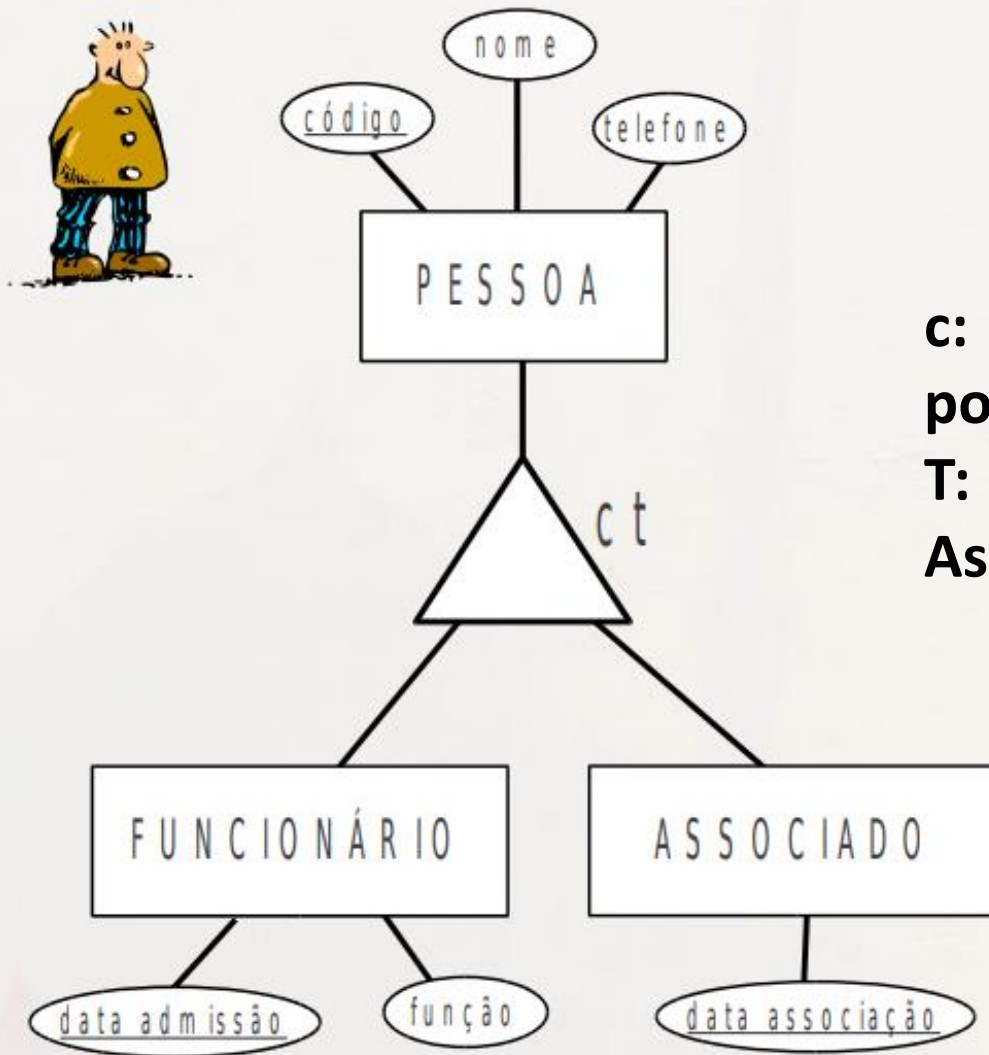 nome
código
telefone
PESSOA
c:
po
T:
As
ct
FUNCIONÁRIO
ASSOCIADO
data admissão
função
data associação